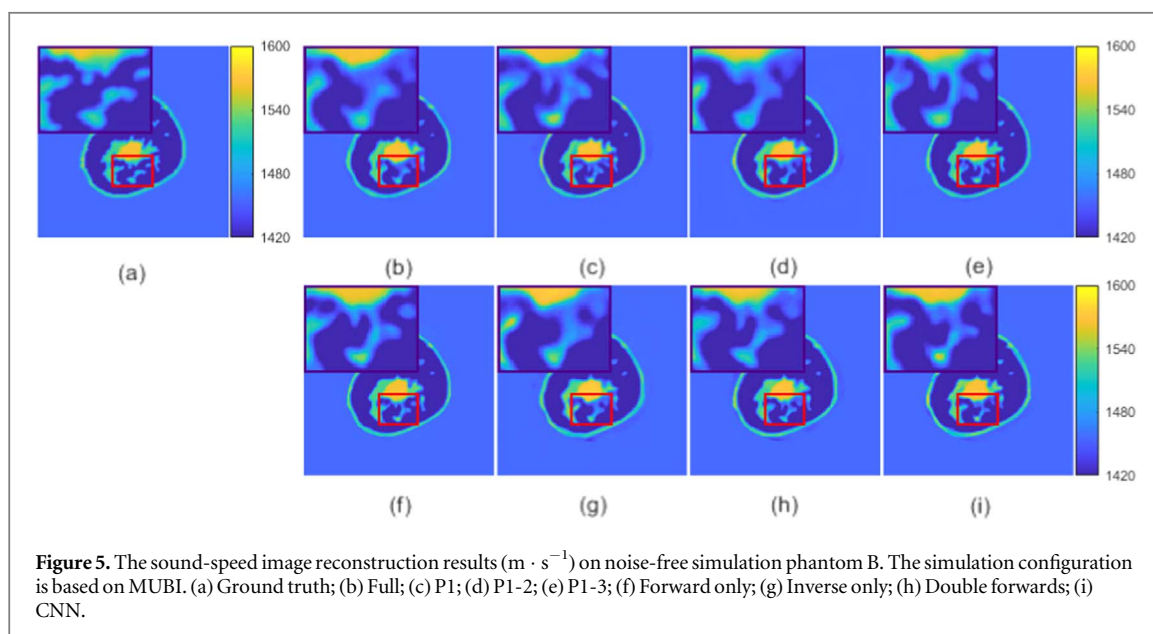 1600
1540
1480
1420
1600
1540
1480
1420
(a)
(b)
(c)
(d)
(e)
1600
1540
1480
1420
(f)
(g)
(h)
(i)
Figure 5. The sound-speed image reconstruction results (m · s⁻¹) on noise-free simulation phantom B. The simulation configuration
is based on MUBI. (a) Ground truth; (b) Full; (c) P1; (d) P1-2; (e) P1-3; (f) Forward only; (g) Inverse only; (h) Double forwards; (i)
CNN.